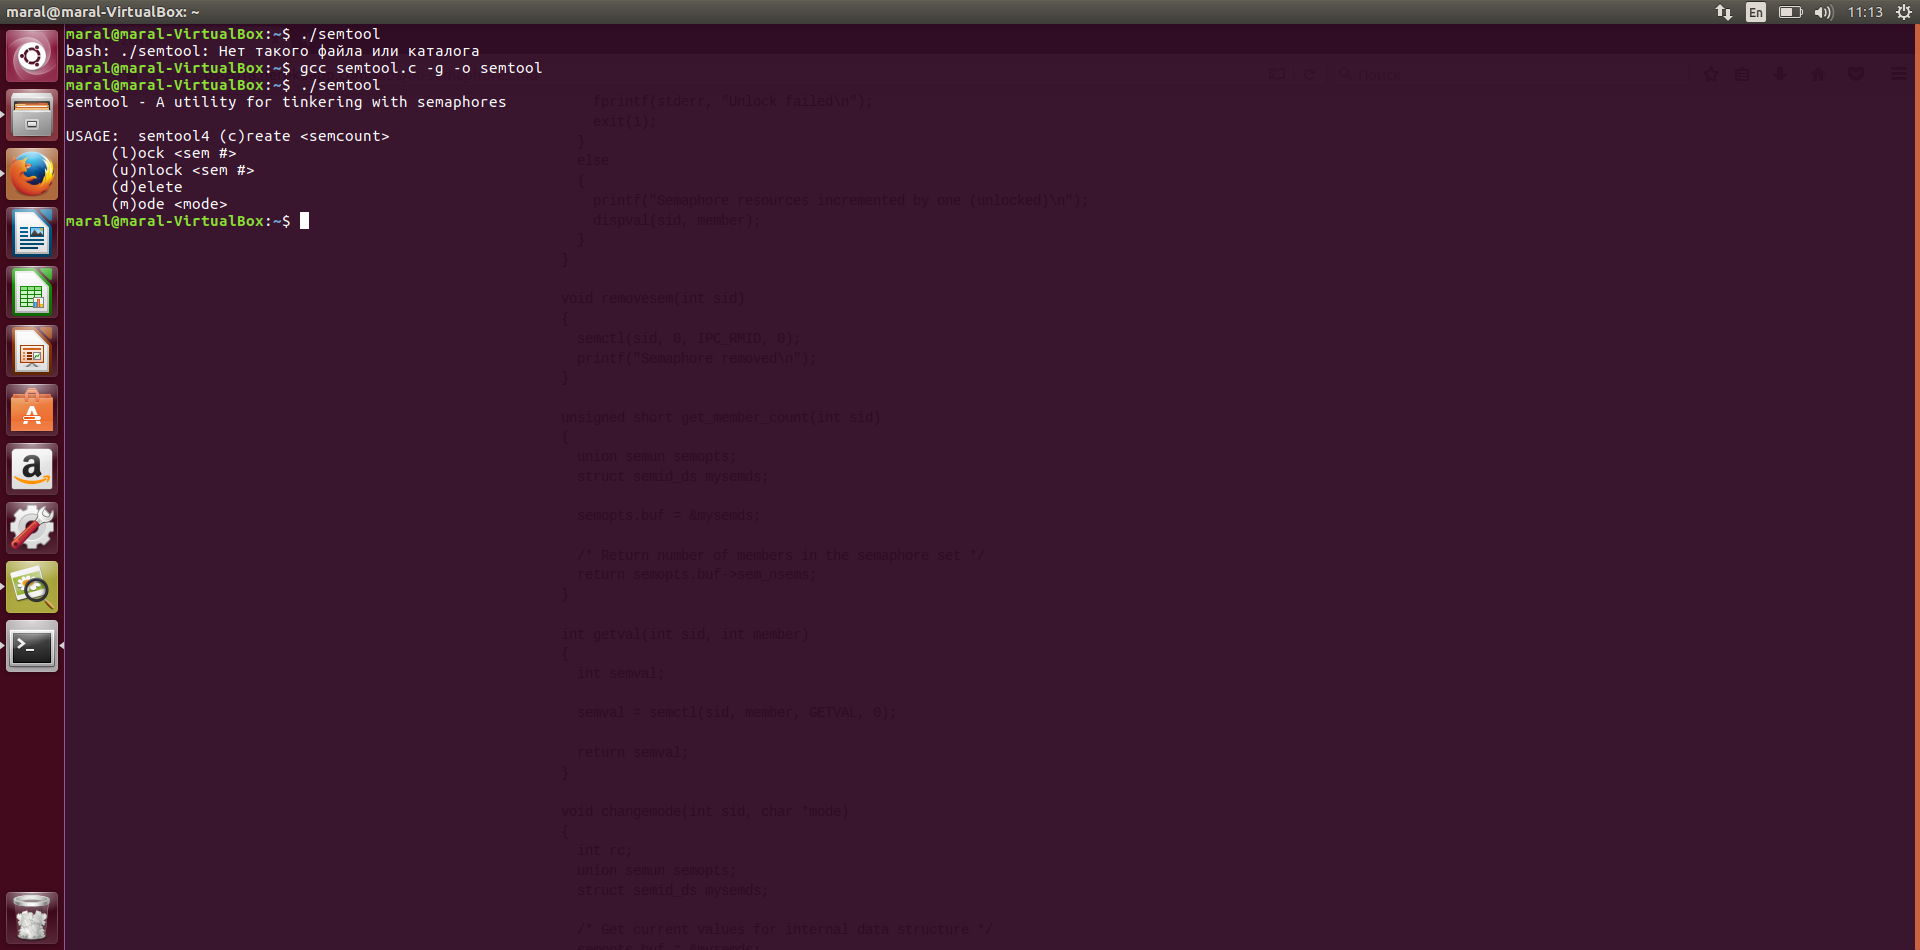 maral@maral-VirtualBox: ~
En
11:13
maral@maral-VirtualBox:~$ ./semtool
bash: ./semtool: Нет такого файла или каталога
maral@maral-VirtualBox:~$ gcc semtool.c -g -o semtool
maral@maral-VirtualBox:~$ ./semtool
semtool - A utility for tinkering with semaphores
USAGE:  semtool4 (c)reate <semcount>
(l)ock <sem #>
(u)nlock <sem #>
(d)elete
(m)ode <mode>
maral@maral-VirtualBox:~$
Поиск
fprintf(stderr, "Unlock failed\n");
exit(1);
}
else
{
printf("Semaphore resources incremented by one (unlocked)\n");
dispval(sid, member);
}
}
void removesem(int sid)
{
semctl(sid, 0, IPC_RMID, 0);
printf("Semaphore removed\n");
}
unsigned short get_member_count(int sid)
{
union semun semopts;
struct semid_ds mysemds;
semopts.buf = &mysemds;
/* Return number of members in the semaphore set */
return semopts.buf->sem_nsems;
}
int getval(int sid, int member)
{
int semval;
semval = semctl(sid, member, GETVAL, 0);
return semval;
}
void changemode(int sid, char *mode)
{
int rc;
union semun semopts;
struct semid_ds mysemds;
/* Get current values for internal data structure */
semopts.buf = &mysemds;